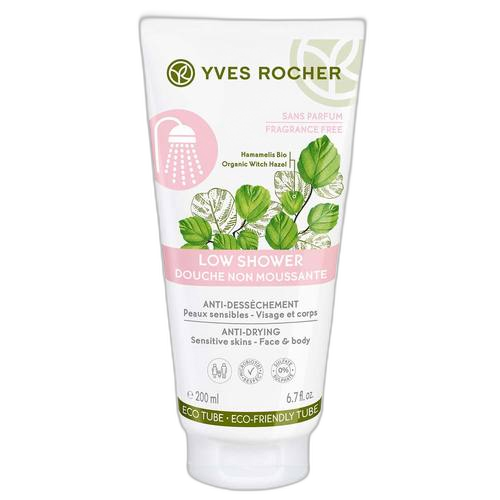 YVES ROCHER
SANS PARFUM
FRAGRANCE FREE
Hamamelis Bio
Organic Witch Hazel
LOW SHOWER
DOUCHE NON MOUSSANTE
ANTI-DESSÈCHEMENT
Peaux sensibles - Visage et corps
ANTI-DRYING
Sensitive skins - Face & body
SULFATE
0%
SULPHATE
e 200 ml 6.7 fl. oz.
ECO TUBE - ECO-FRIENDLY TUBE